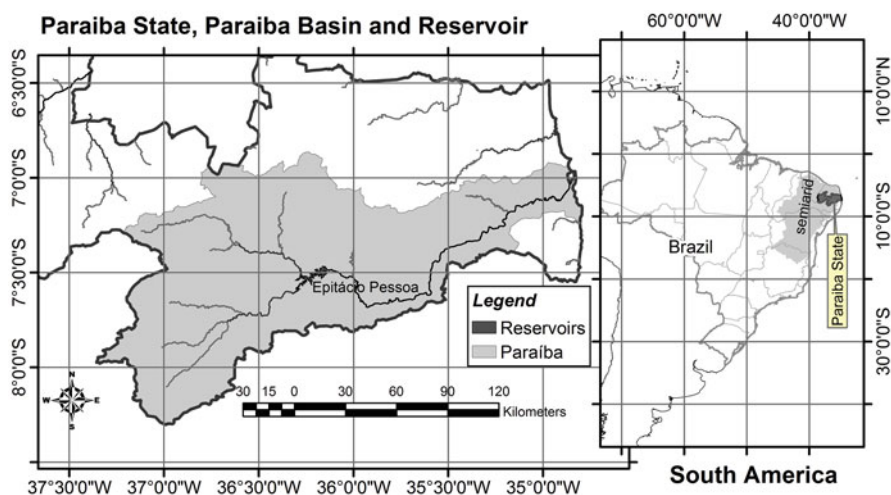 Paraiba State, Paraiba Basin and Reservoir
60°0'0"W 40°0'0"W
6°30'0"S
7°0'0"S
7°30'0"S
8°0'0"S
10°0'0"N
10°0'0"S
30°0'0"S
semiarid
Brazil
Paraiba State
Epitácio Pessoa
Legend
Reservoirs
Paraíba
N
W E
S
30 15 0 30 60 90 120
Kilometers
37°30'0"W 37°0'0"W 36°30'0"W 36°0'0"W 35°30'0"W 35°0'0"W
South America